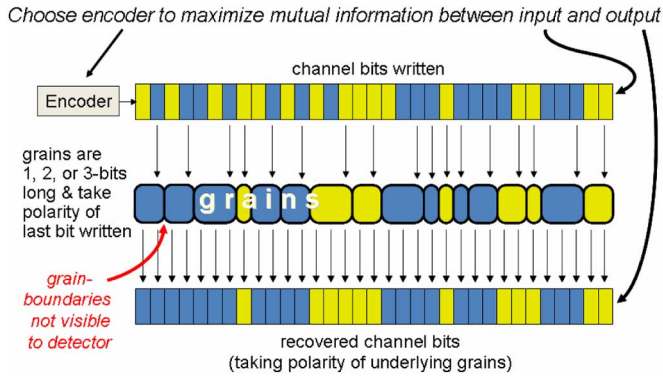 Choose encoder to maximize mutual information between input and output
channel bits written
Encoder
grains are
1, 2, or 3-bits
long & take
polarity of
last bit written
grains
grain-
boundaries
not visible
to detector
recovered channel bits
(taking polarity of underlying grains)